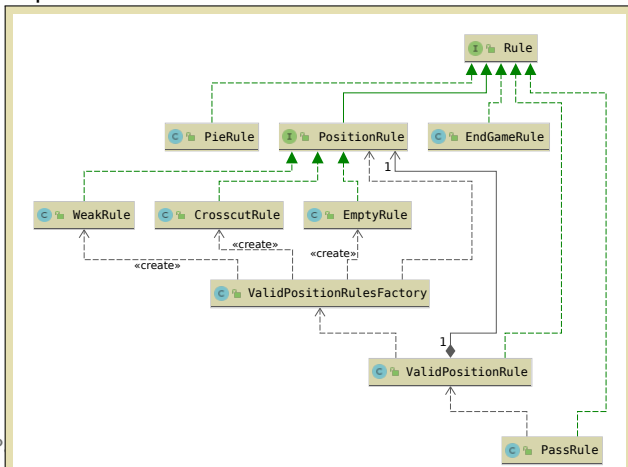 Rule
PieRule
PositionRule
EndGameRule
1
WeakRule
CrosscutRule
EmptyRule
«create»
«create»
«create»
ValidPositionRulesFactory
1
ValidPositionRule
PassRule